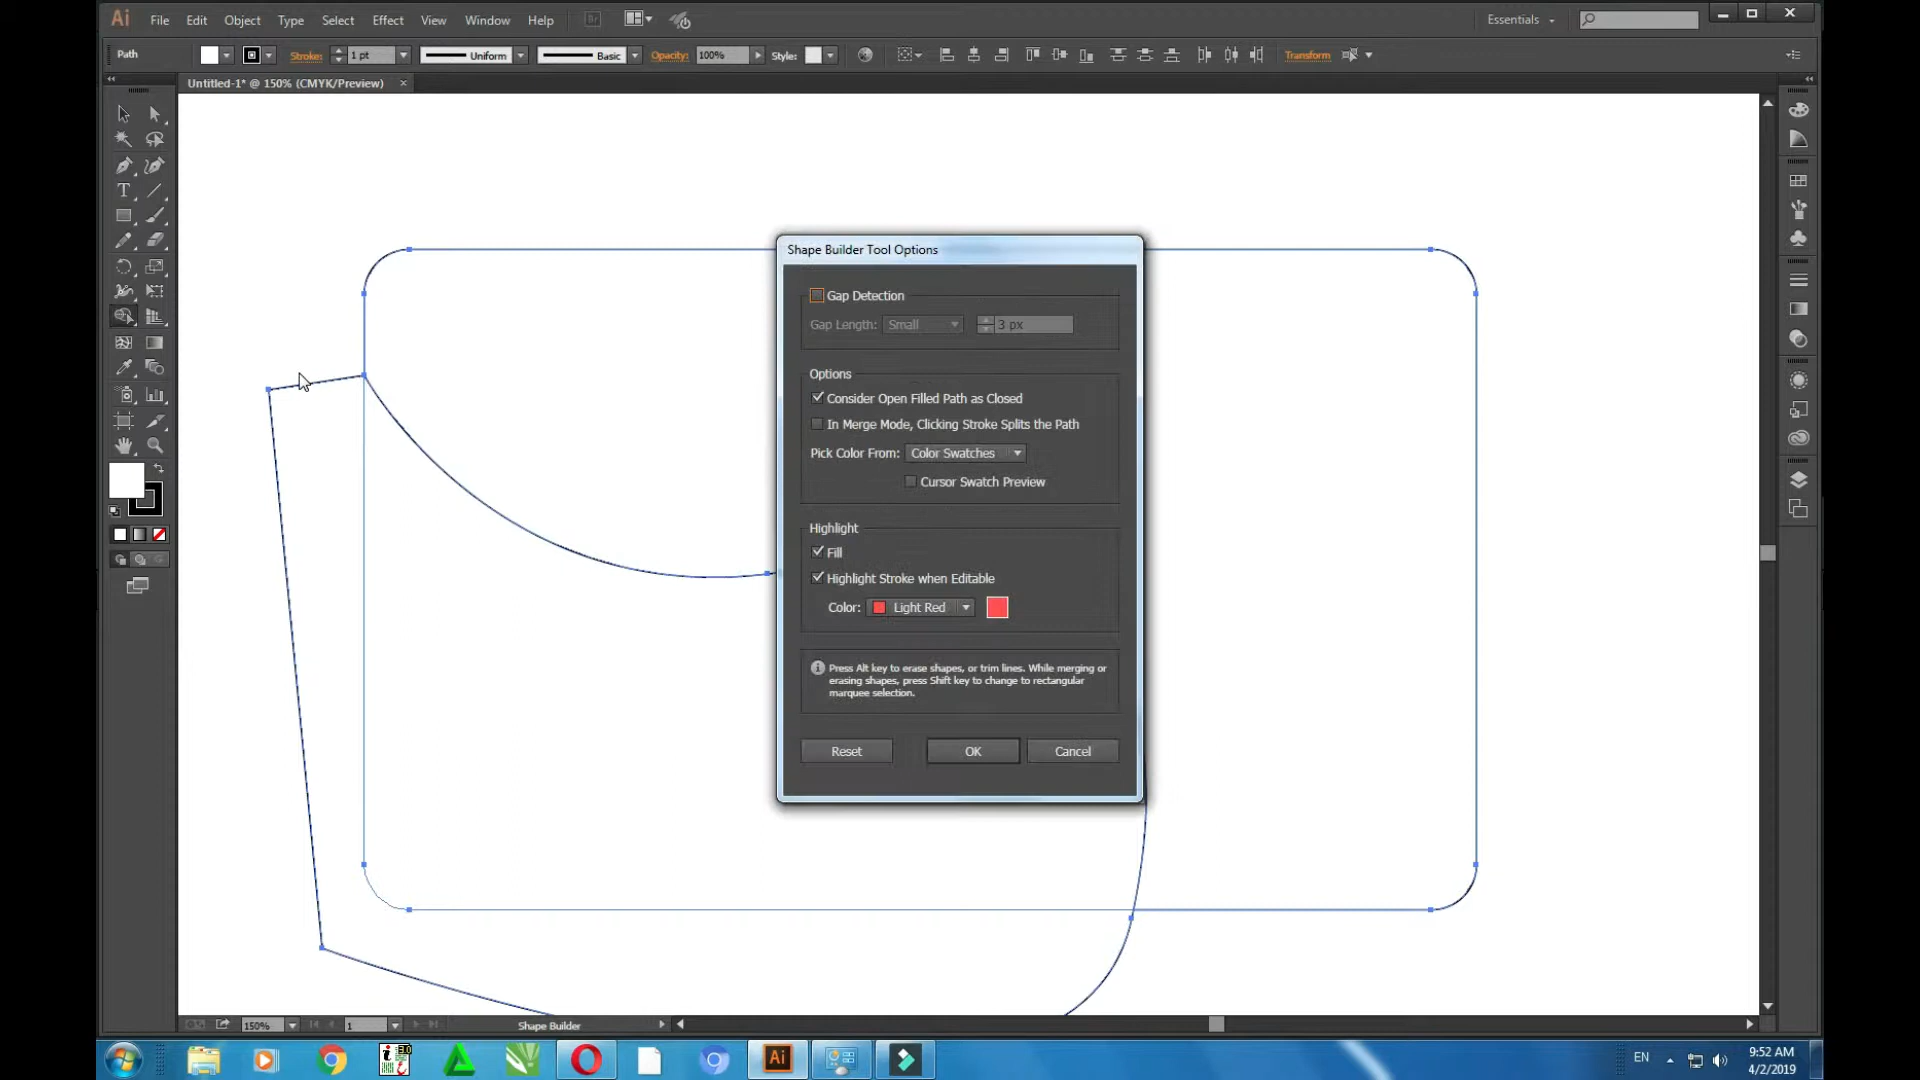 Ai File Edit Object Type Select Effect View Window Help Br Essentials
Path Stroke: 1 pt Uniform Basic Opacity: 100% Style: Transform
Untitled-1* @ 150% (CMYK/Preview) ×
Shape Builder Tool Options
Gap Detection
Gap Length: Small 3 px
Options
Consider Open Filled Path as Closed
In Merge Mode, Clicking Stroke Splits the Path
Pick Color From: Color Swatches
Cursor Swatch Preview
Highlight
Fill
Highlight Stroke when Editable
Color: Light Red
Press Alt key to erase shapes, or trim lines. While merging or
erasing shapes, press Shift key to change to rectangular
marquee selection.
Reset OK Cancel
150% 1 Shape Builder
Ai EN 9:52 AM
4/2/2019